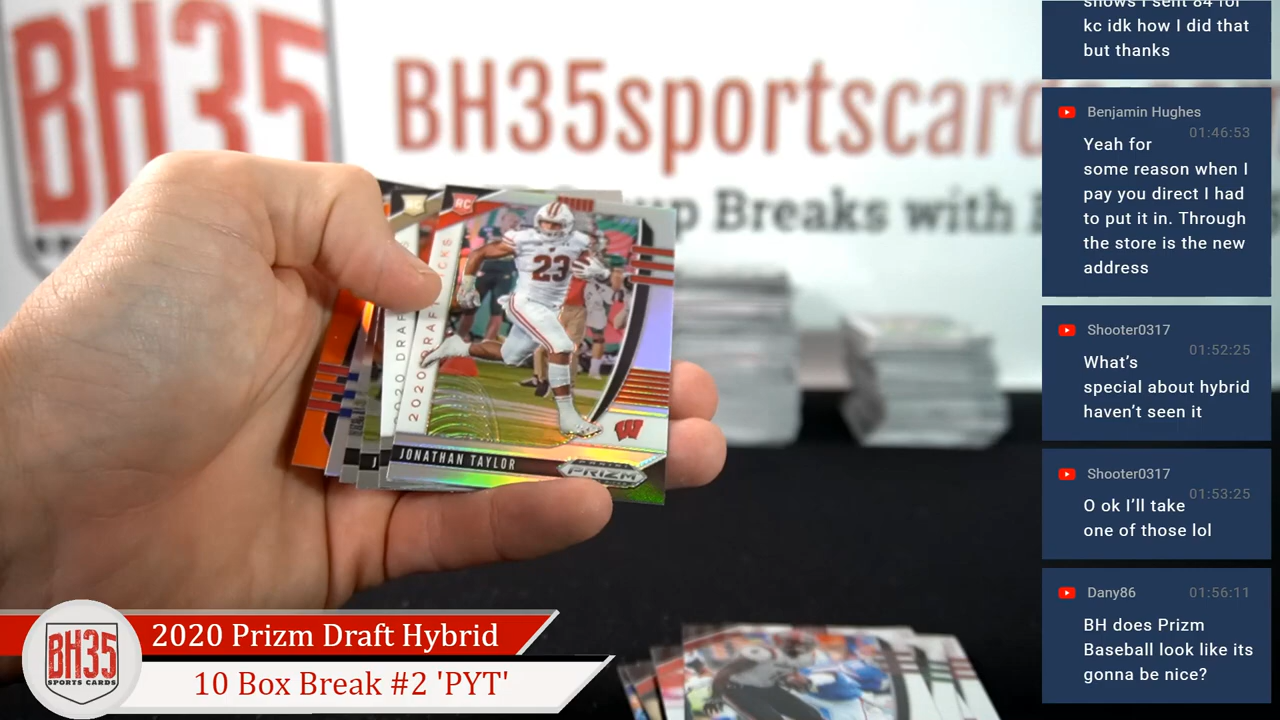 BH35
BH35sportscard
up Breaks with
RC
RC
2020 DRAFT PICKS
2020 DRAF
23
W
JONATHAN TAYLOR
PANINI
PRIZM
J
BH35
SPORTS CARDS
2020 Prizm Draft Hybrid
10 Box Break #2 'PYT'
shows I sent 84 for
kc idk how I did that
but thanks
Benjamin Hughes
01:46:53
Yeah for
some reason when I
pay you direct I had
to put it in. Through
the store is the new
address
Shooter0317
01:52:25
What's
special about hybrid
haven't seen it
Shooter0317
01:53:25
O ok I'll take
one of those lol
Dany86
01:56:11
BH does Prizm
Baseball look like its
gonna be nice?